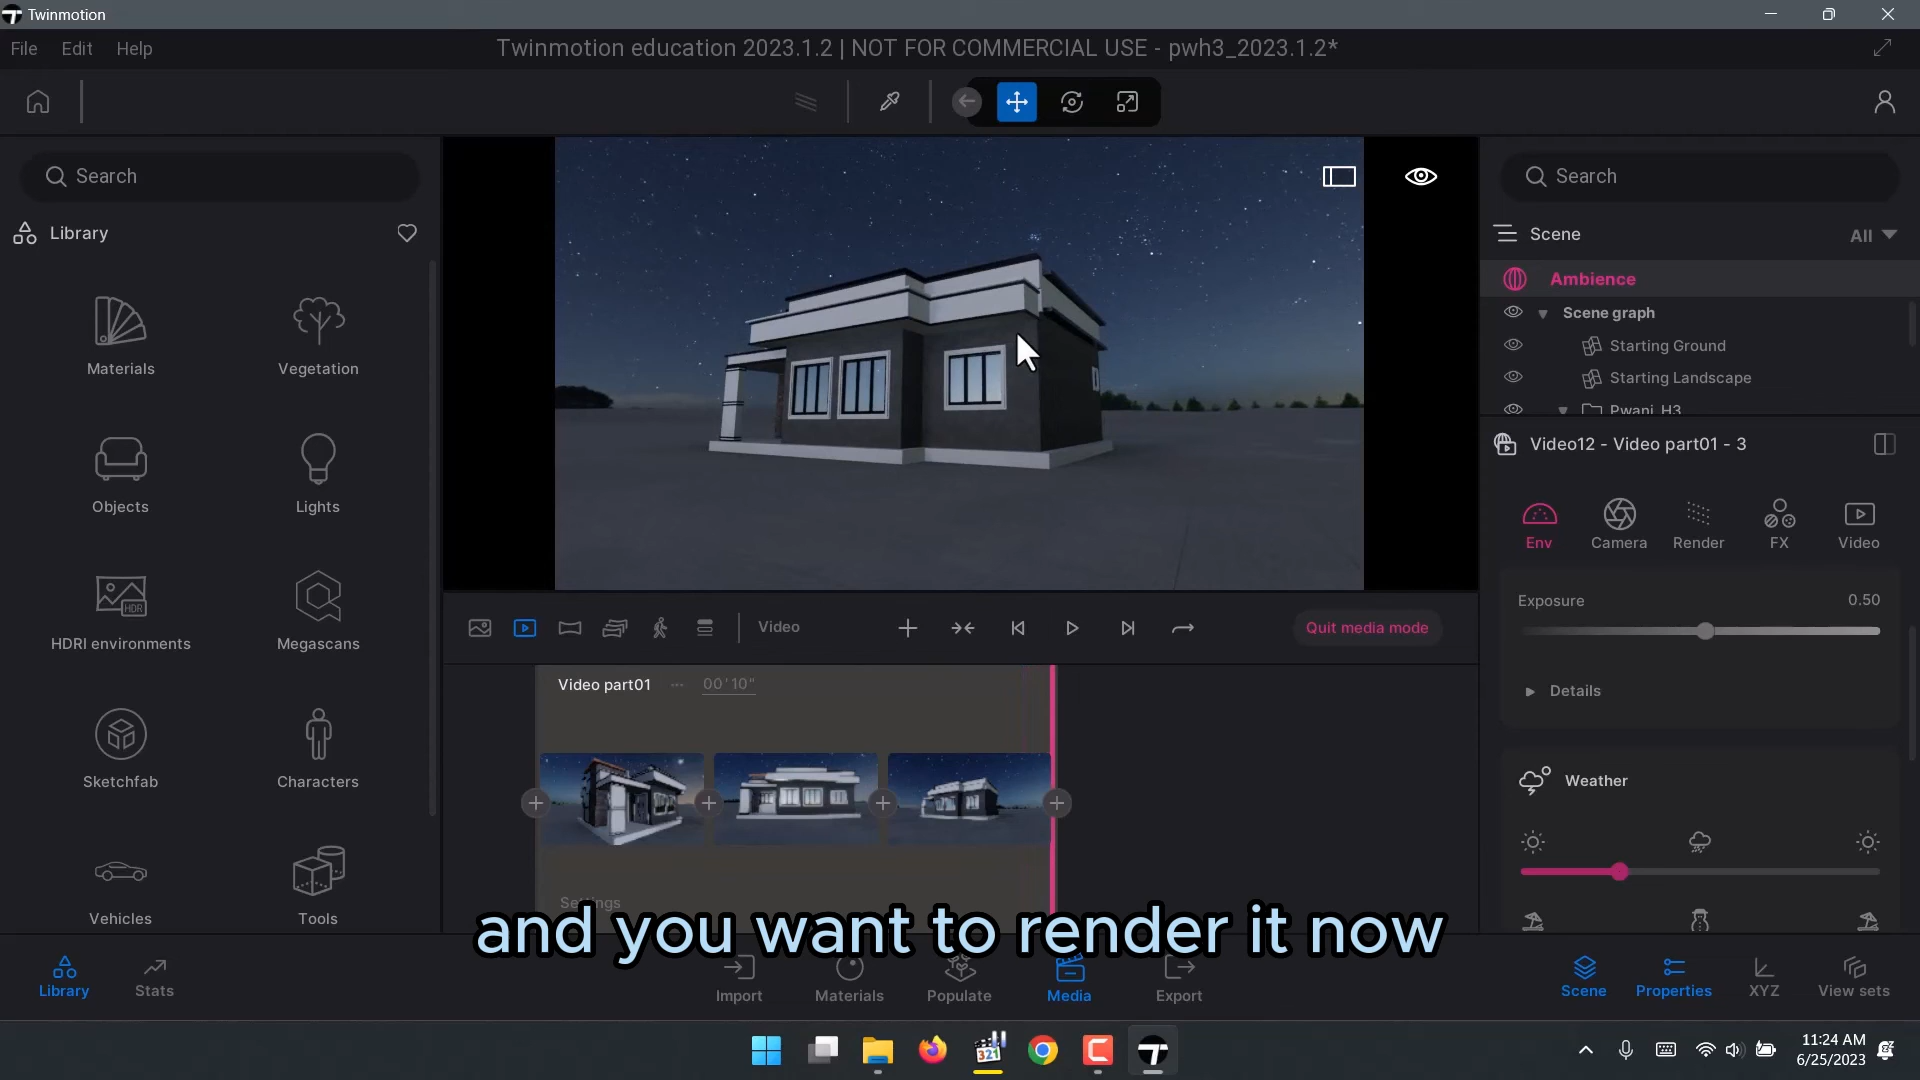 Twinmotion
File Edit Help
Twinmotion education 2023.1.2 | NOT FOR COMMERCIAL USE - pwh3_2023.1.2*
Search
Library
Materials Vegetation
Objects Lights
HDR
HDRI environments Megascans
Sketchfab Characters
Vehicles Tools
Search
Scene All
Ambience
Scene graph
Starting Ground
Starting Landscape
Pwani_H3
Video12 - Video part01 - 3
Env Camera Render FX Video
Exposure 0.50
Details
Weather
Video
Quit media mode
Video part01 00'10"
Settings
and you want to render it now
Library Stats
Import Materials Populate Media Export
Scene Properties XYZ View sets
321
11:24 AM
6/25/2023